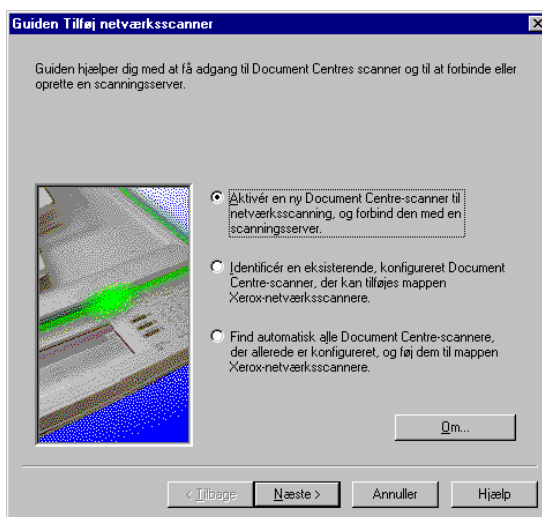 Guiden Tilføj netværksscanner
Guiden hjælper dig med at få adgang til Document Centres scanner og til at forbinde eller
oprette en scanningsserver.
Aktivér en ny Document Centre-scanner til
netværksscanning, og forbind den med en
scanningsserver.
Identificér en eksisterende, konfigureret Document
Centre-scanner, der kan tilføjes mappen
Xerox-netværksscannere.
Find automatisk alle Document Centre-scannere,
der allerede er konfigureret, og føj dem til mappen
Xerox-netværksscannere.
Om...
< Tilbage
Næste >
Annuller
Hjælp